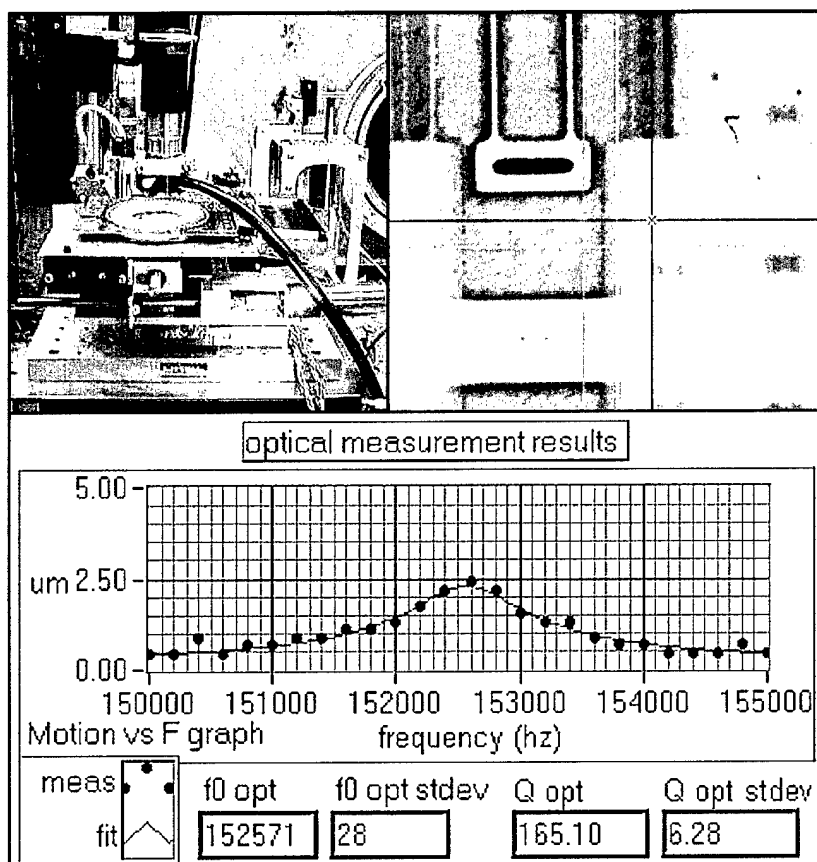 optical measurement results
5.00
um 2.50
0.00
150000 151000 152000 153000 154000 155000
Motion vs F graph frequency (hz)
meas f0 opt f0 opt stdev Q opt Q opt stdev
fit 152571 28 165.10 6.28